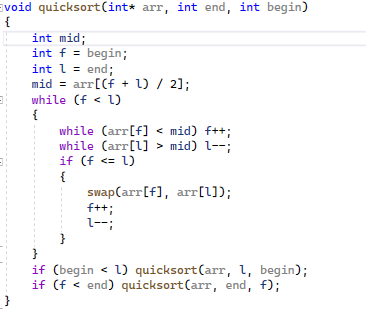 void quicksort(int* arr, int end, int begin)
{
    int mid;
    int f = begin;
    int l = end;
    mid = arr[(f + l) / 2];
    while (f < l)
    {
        while (arr[f] < mid) f++;
        while (arr[l] > mid) l--;
        if (f <= l)
        {
            swap(arr[f], arr[l]);
            f++;
            l--;
        }
    }
    if (begin < l) quicksort(arr, l, begin);
    if (f < end) quicksort(arr, end, f);
}